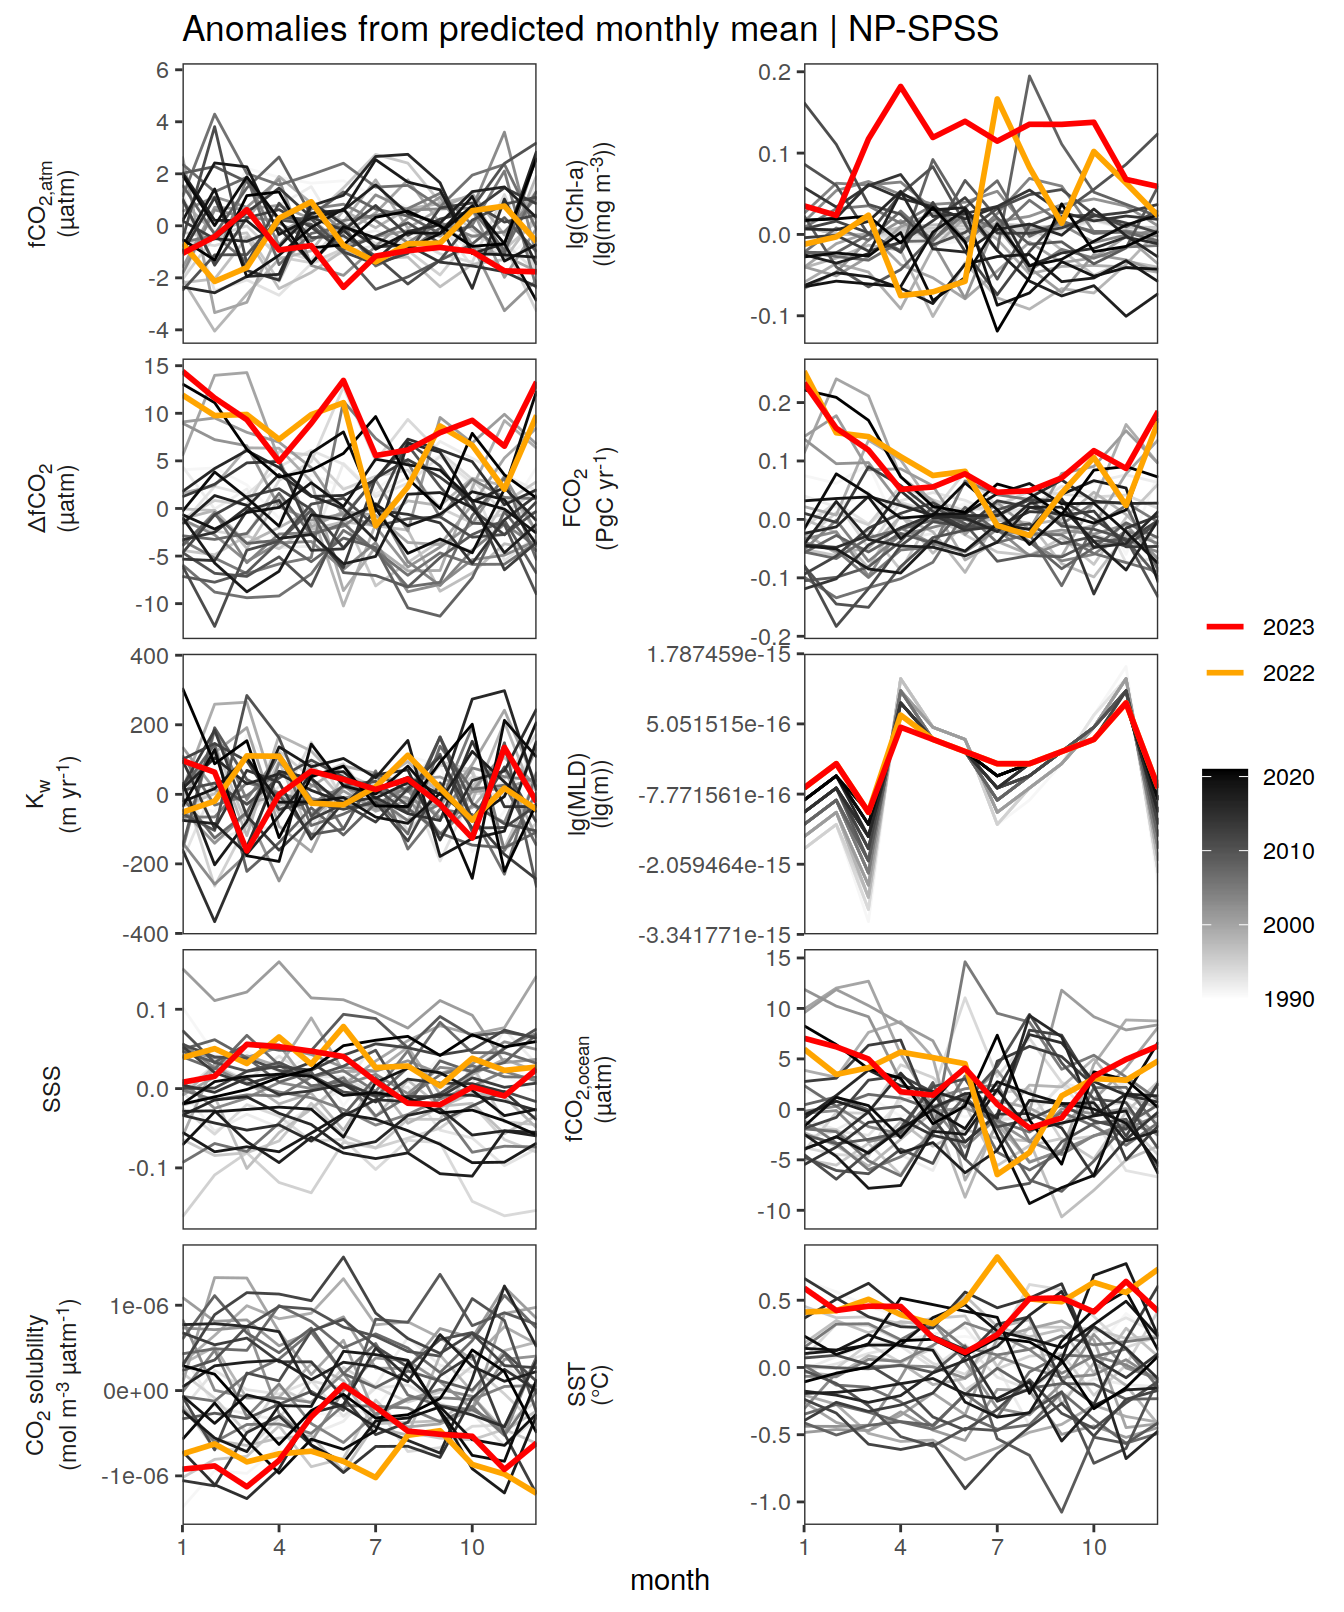 Anomalies from predicted monthly mean | NP-SPSS
fCO2,atm
(µatm)
6
4
2
0
-2
-4
lg(Chl-a)
(lg(mg m-3))
0.2
0.1
0.0
-0.1
ΔfCO2
(µatm)
15
10
5
0
-5
-10
FCO2
(PgC yr-1)
0.2
0.1
0.0
-0.1
-0.2
Kw
(m yr-1)
400
200
0
-200
-400
lg(MLD)
(lg(m))
1.787459e-15
5.051515e-16
-7.771561e-16
-2.059464e-15
-3.341771e-15
SSS
0.1
0.0
-0.1
fCO2,ocean
(µatm)
15
10
5
0
-5
-10
CO2 solubility
(mol m-3 µatm-1)
1e-06
0e+00
-1e-06
SST
(°C)
0.5
0.0
-0.5
-1.0
1 4 7 10
1 4 7 10
month
2023
2022
2020
2010
2000
1990